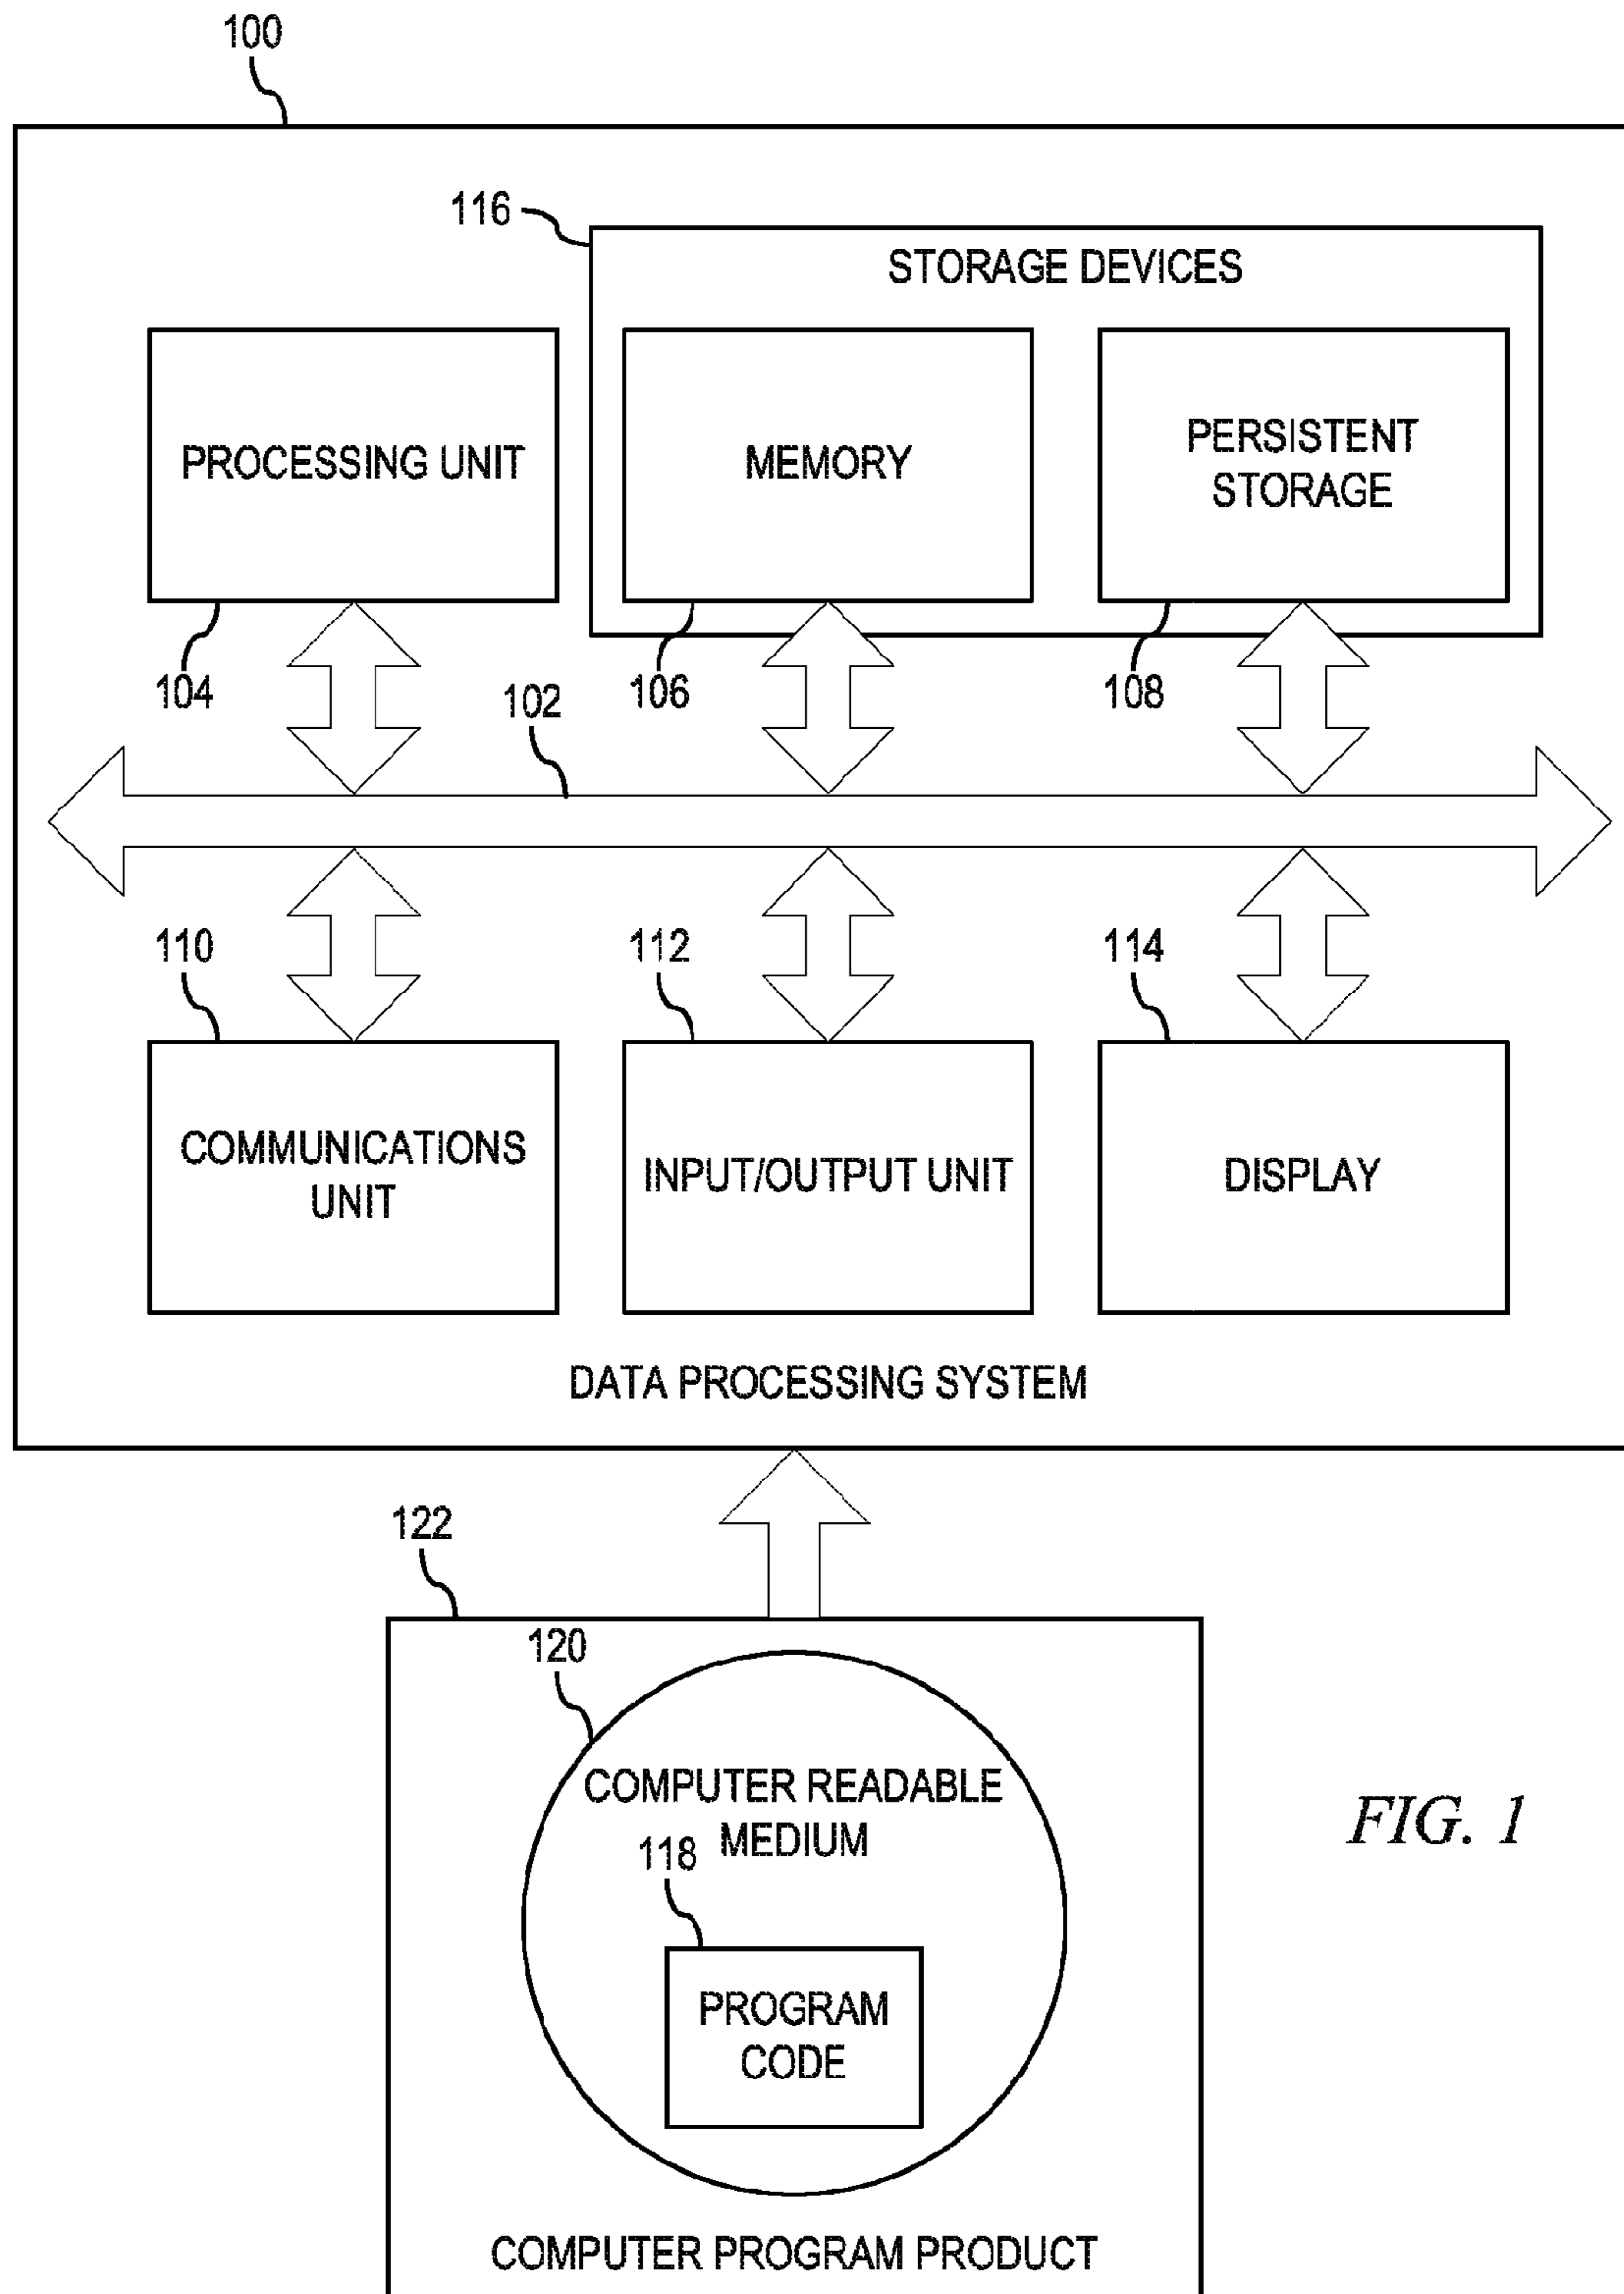 100
116
STORAGE DEVICES
PROCESSING UNIT
MEMORY
PERSISTENT
STORAGE
104
106
108
102
110
112
114
COMMUNICATIONS
UNIT
INPUT/OUTPUT UNIT
DISPLAY
DATA PROCESSING SYSTEM
122
120
COMPUTER READABLE
MEDIUM
118
PROGRAM
CODE
COMPUTER PROGRAM PRODUCT
FIG. 1